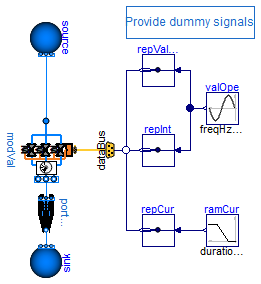 Provide dummy signals
source
repVal...
valOpe
freqHz...
modVal
dataBus
repInt
port...
repCur
ramCur
duratio...
sink